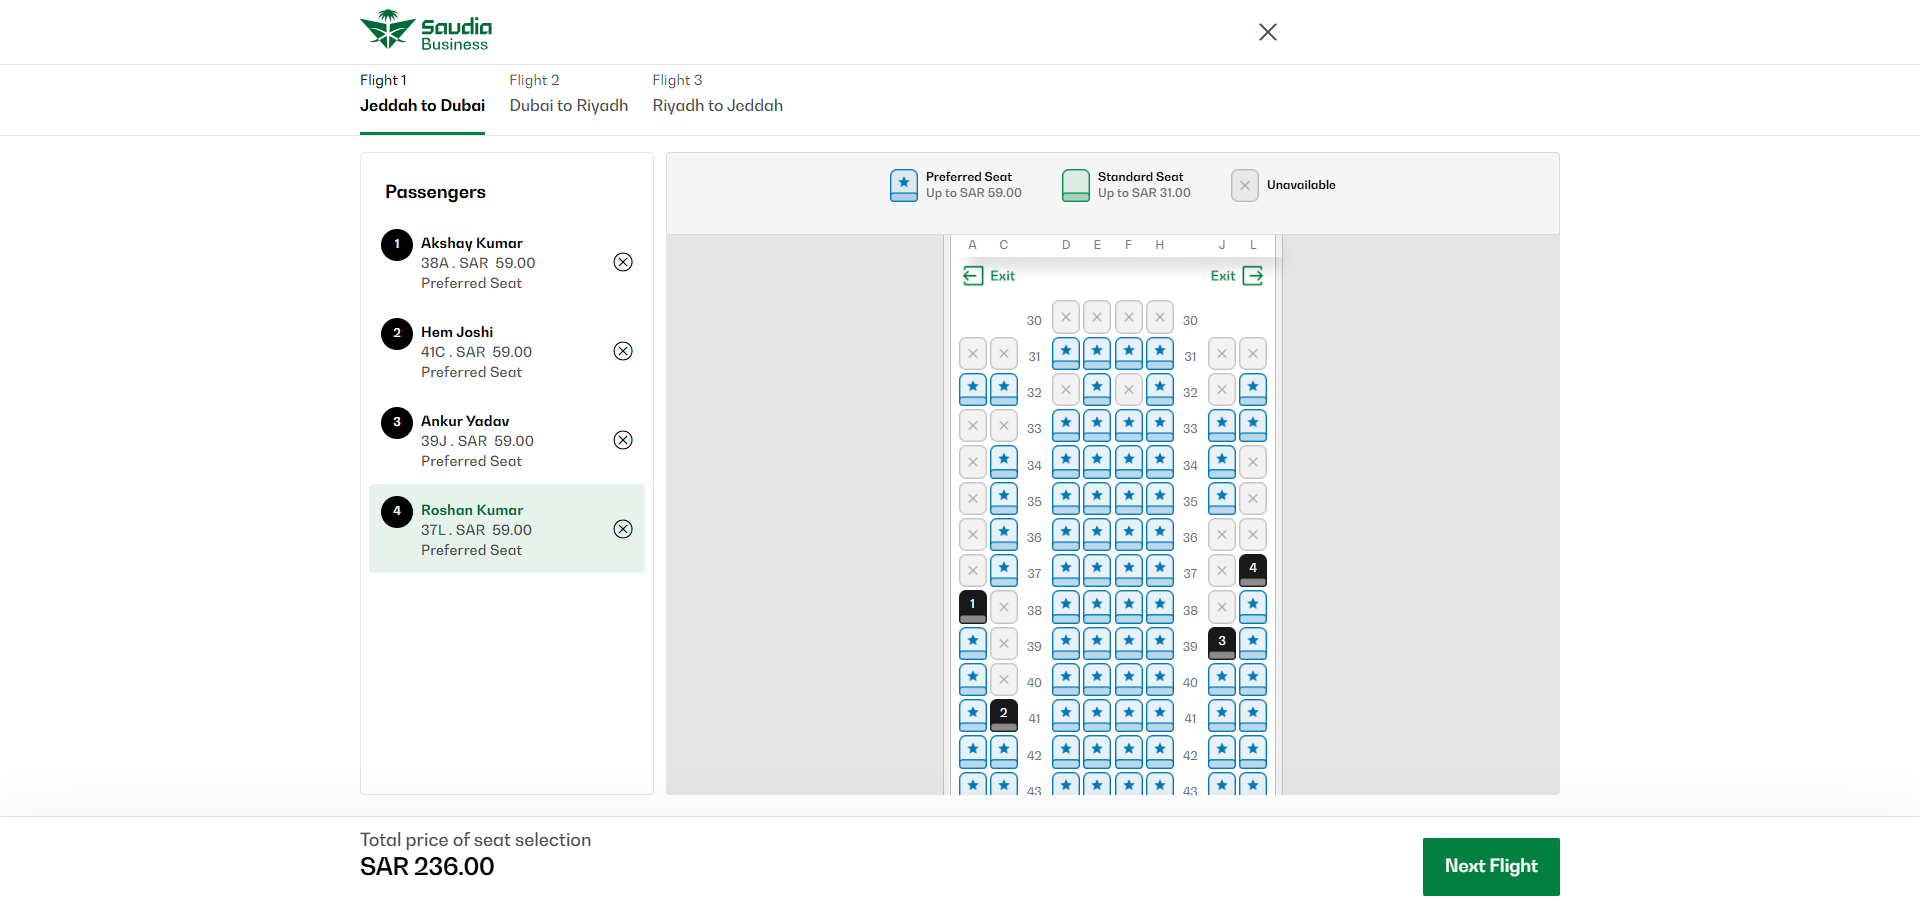 Saudia
Business
Flight 1
Jeddah to Dubai
Flight 2
Dubai to Riyadh
Flight 3
Riyadh to Jeddah
Passengers
1
Akshay Kumar
38A . SAR 59.00
Preferred Seat
2
Hem Joshi
41C . SAR 59.00
Preferred Seat
3
Ankur Yadav
39J . SAR 59.00
Preferred Seat
4
Roshan Kumar
37L . SAR 59.00
Preferred Seat
Preferred Seat
Up to SAR 59.00
Standard Seat
Up to SAR 31.00
Unavailable
A C D E F H J L
Exit Exit
30 30
31 31
32 32
33 33
34 34
35 35
36 36
37 37 4
1 38 38
39 39 3
40 40
2 41 41
42 42
43 43
Total price of seat selection
SAR 236.00
Next Flight